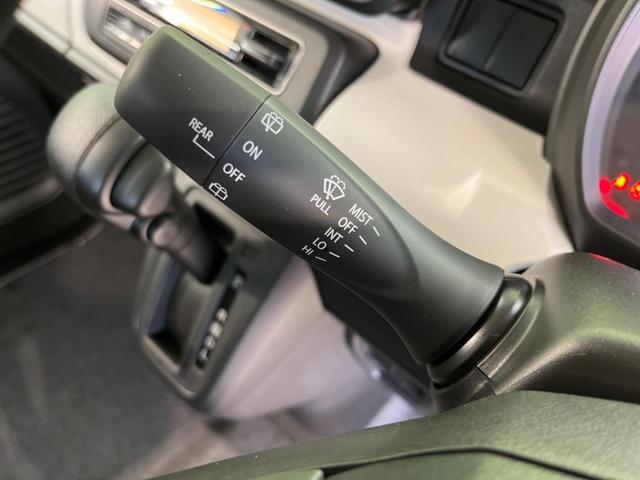 REAR
ON
OFF
PULL
MIST
OFF
INT
LO
HI